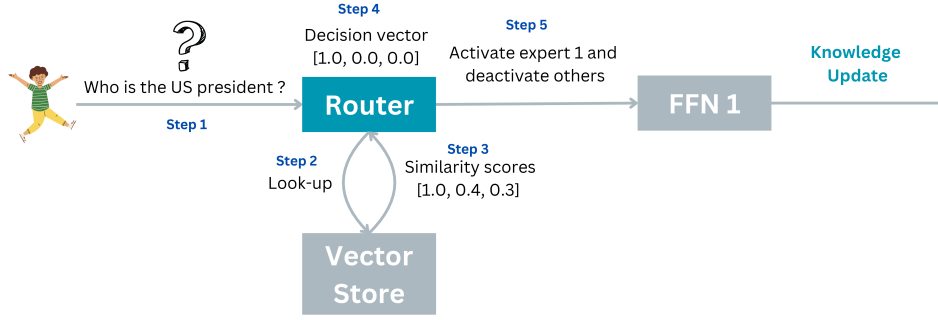 ?
Who is the US president ?
Step 1
Step 4
Decision vector
[1.0, 0.0, 0.0]
Router
Step 2
Look-up
Step 3
Similarity scores
[1.0, 0.4, 0.3]
Vector
Store
Step 5
Activate expert 1 and
deactivate others
FFN 1
Knowledge
Update